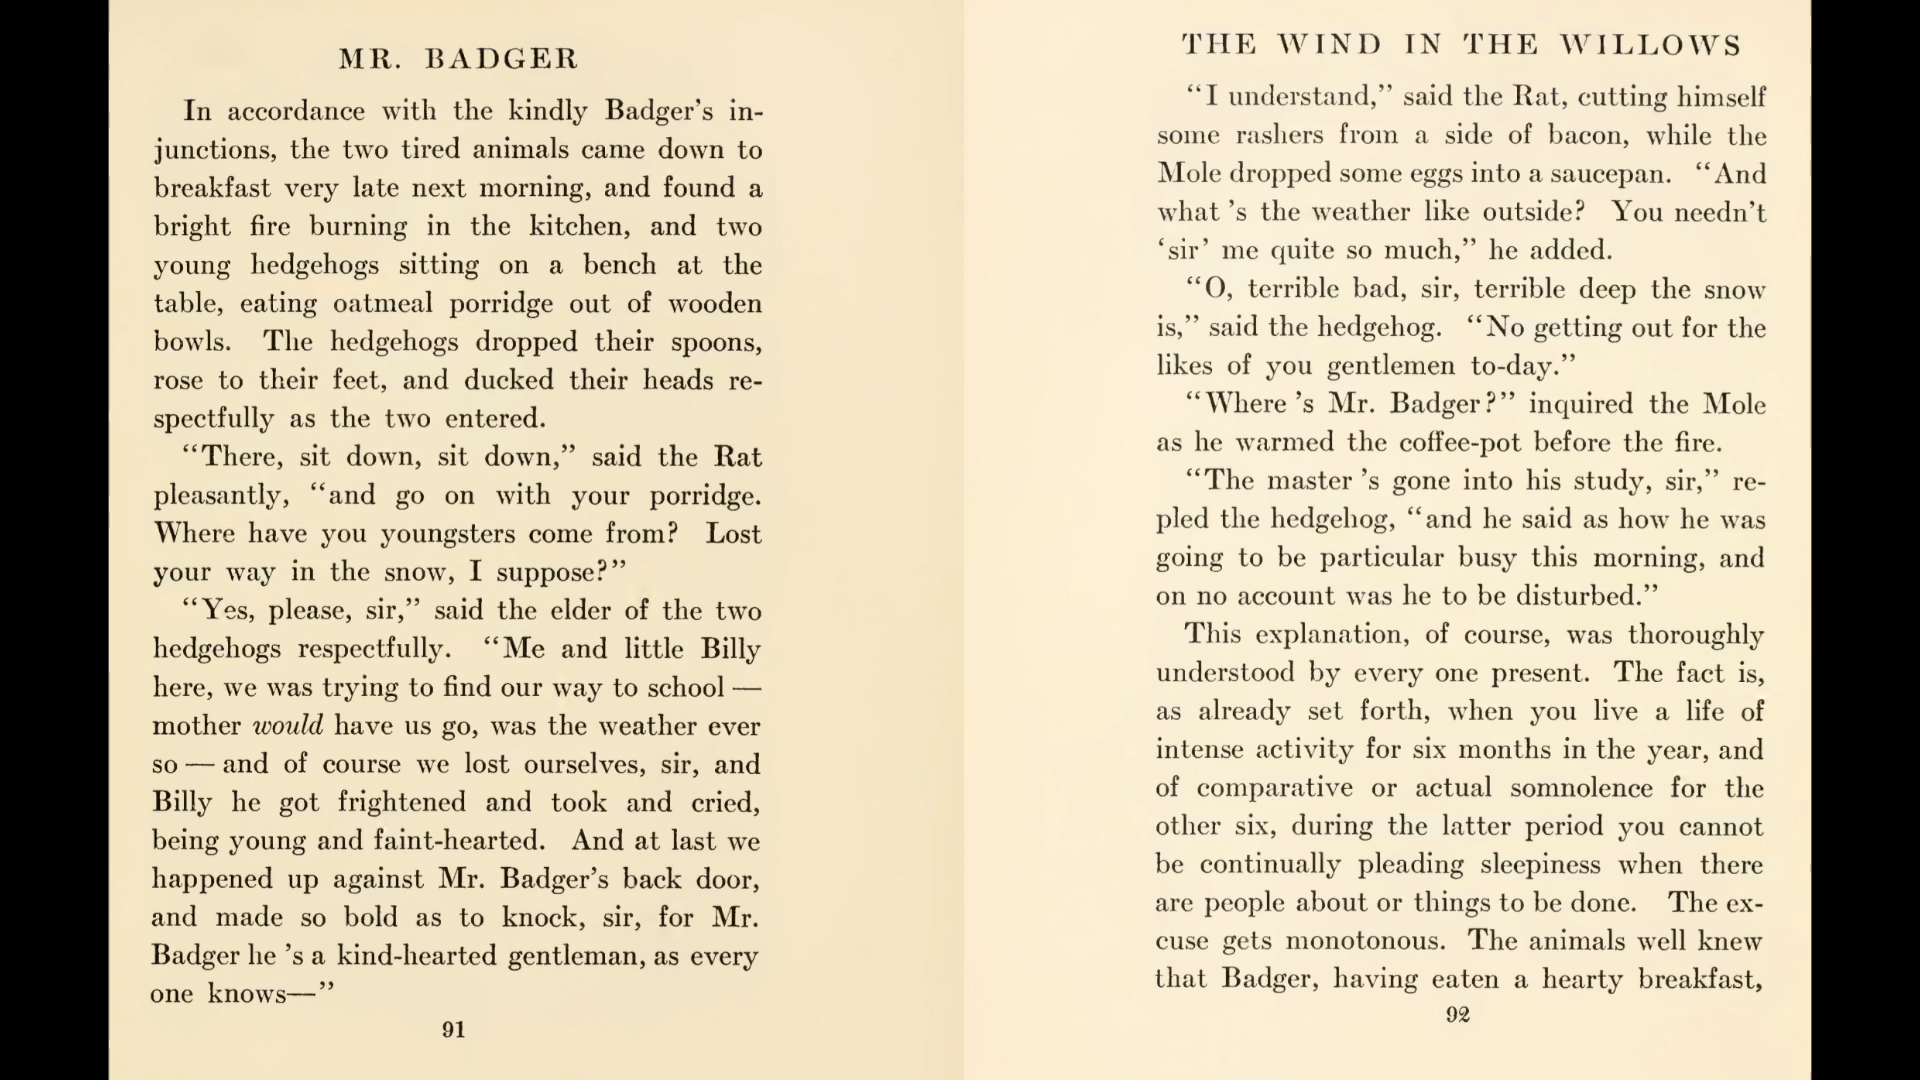 MR. BADGER
In accordance with the kindly Badger's in-
junctions, the two tired animals came down to
breakfast very late next morning, and found a
bright fire burning in the kitchen, and two
young hedgehogs sitting on a bench at the
table, eating oatmeal porridge out of wooden
bowls. The hedgehogs dropped their spoons,
rose to their feet, and ducked their heads re-
spectfully as the two entered.
“There, sit down, sit down,” said the Rat
pleasantly, “and go on with your porridge.
Where have you youngsters come from? Lost
your way in the snow, I suppose?”
“Yes, please, sir,” said the elder of the two
hedgehogs respectfully. “Me and little Billy
here, we was trying to find our way to school —
mother would have us go, was the weather ever
so — and of course we lost ourselves, sir, and
Billy he got frightened and took and cried,
being young and faint-hearted. And at last we
happened up against Mr. Badger's back door,
and made so bold as to knock, sir, for Mr.
Badger he 's a kind-hearted gentleman, as every
one knows—”
91
THE WIND IN THE WILLOWS
“I understand,” said the Rat, cutting himself
some rashers from a side of bacon, while the
Mole dropped some eggs into a saucepan. “And
what 's the weather like outside? You needn't
‘sir’ me quite so much,” he added.
“O, terrible bad, sir, terrible deep the snow
is,” said the hedgehog. “No getting out for the
likes of you gentlemen to-day.”
“Where 's Mr. Badger?” inquired the Mole
as he warmed the coffee-pot before the fire.
“The master 's gone into his study, sir,” re-
pled the hedgehog, “and he said as how he was
going to be particular busy this morning, and
on no account was he to be disturbed.”
This explanation, of course, was thoroughly
understood by every one present. The fact is,
as already set forth, when you live a life of
intense activity for six months in the year, and
of comparative or actual somnolence for the
other six, during the latter period you cannot
be continually pleading sleepiness when there
are people about or things to be done. The ex-
cuse gets monotonous. The animals well knew
that Badger, having eaten a hearty breakfast,
92